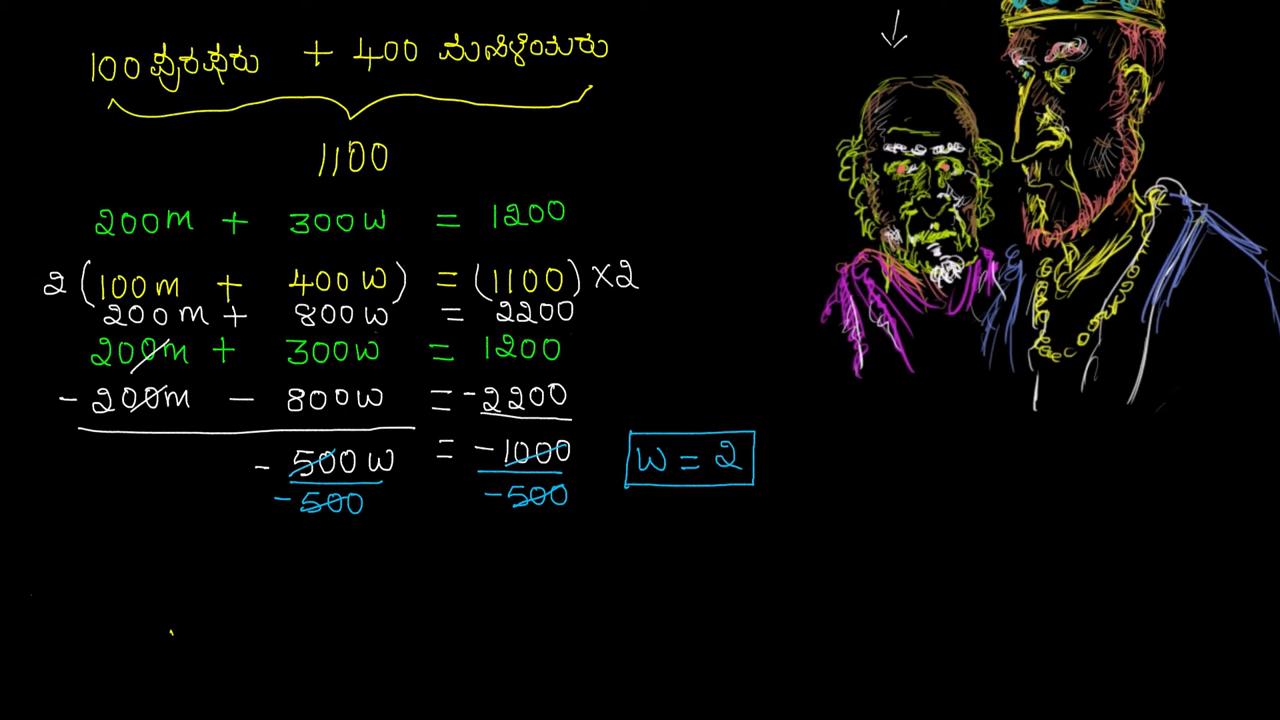 100 ಪುರುಷರು + 400 ಮಹಿಳೆಯರು
1100
200m + 300w = 1200
2 (100m + 400w) = (1100) ×2
200m + 800w = 2200
200m + 300w = 1200
- 200m - 800w = -2200
- 500w = -1000
-500 -500
w = 2